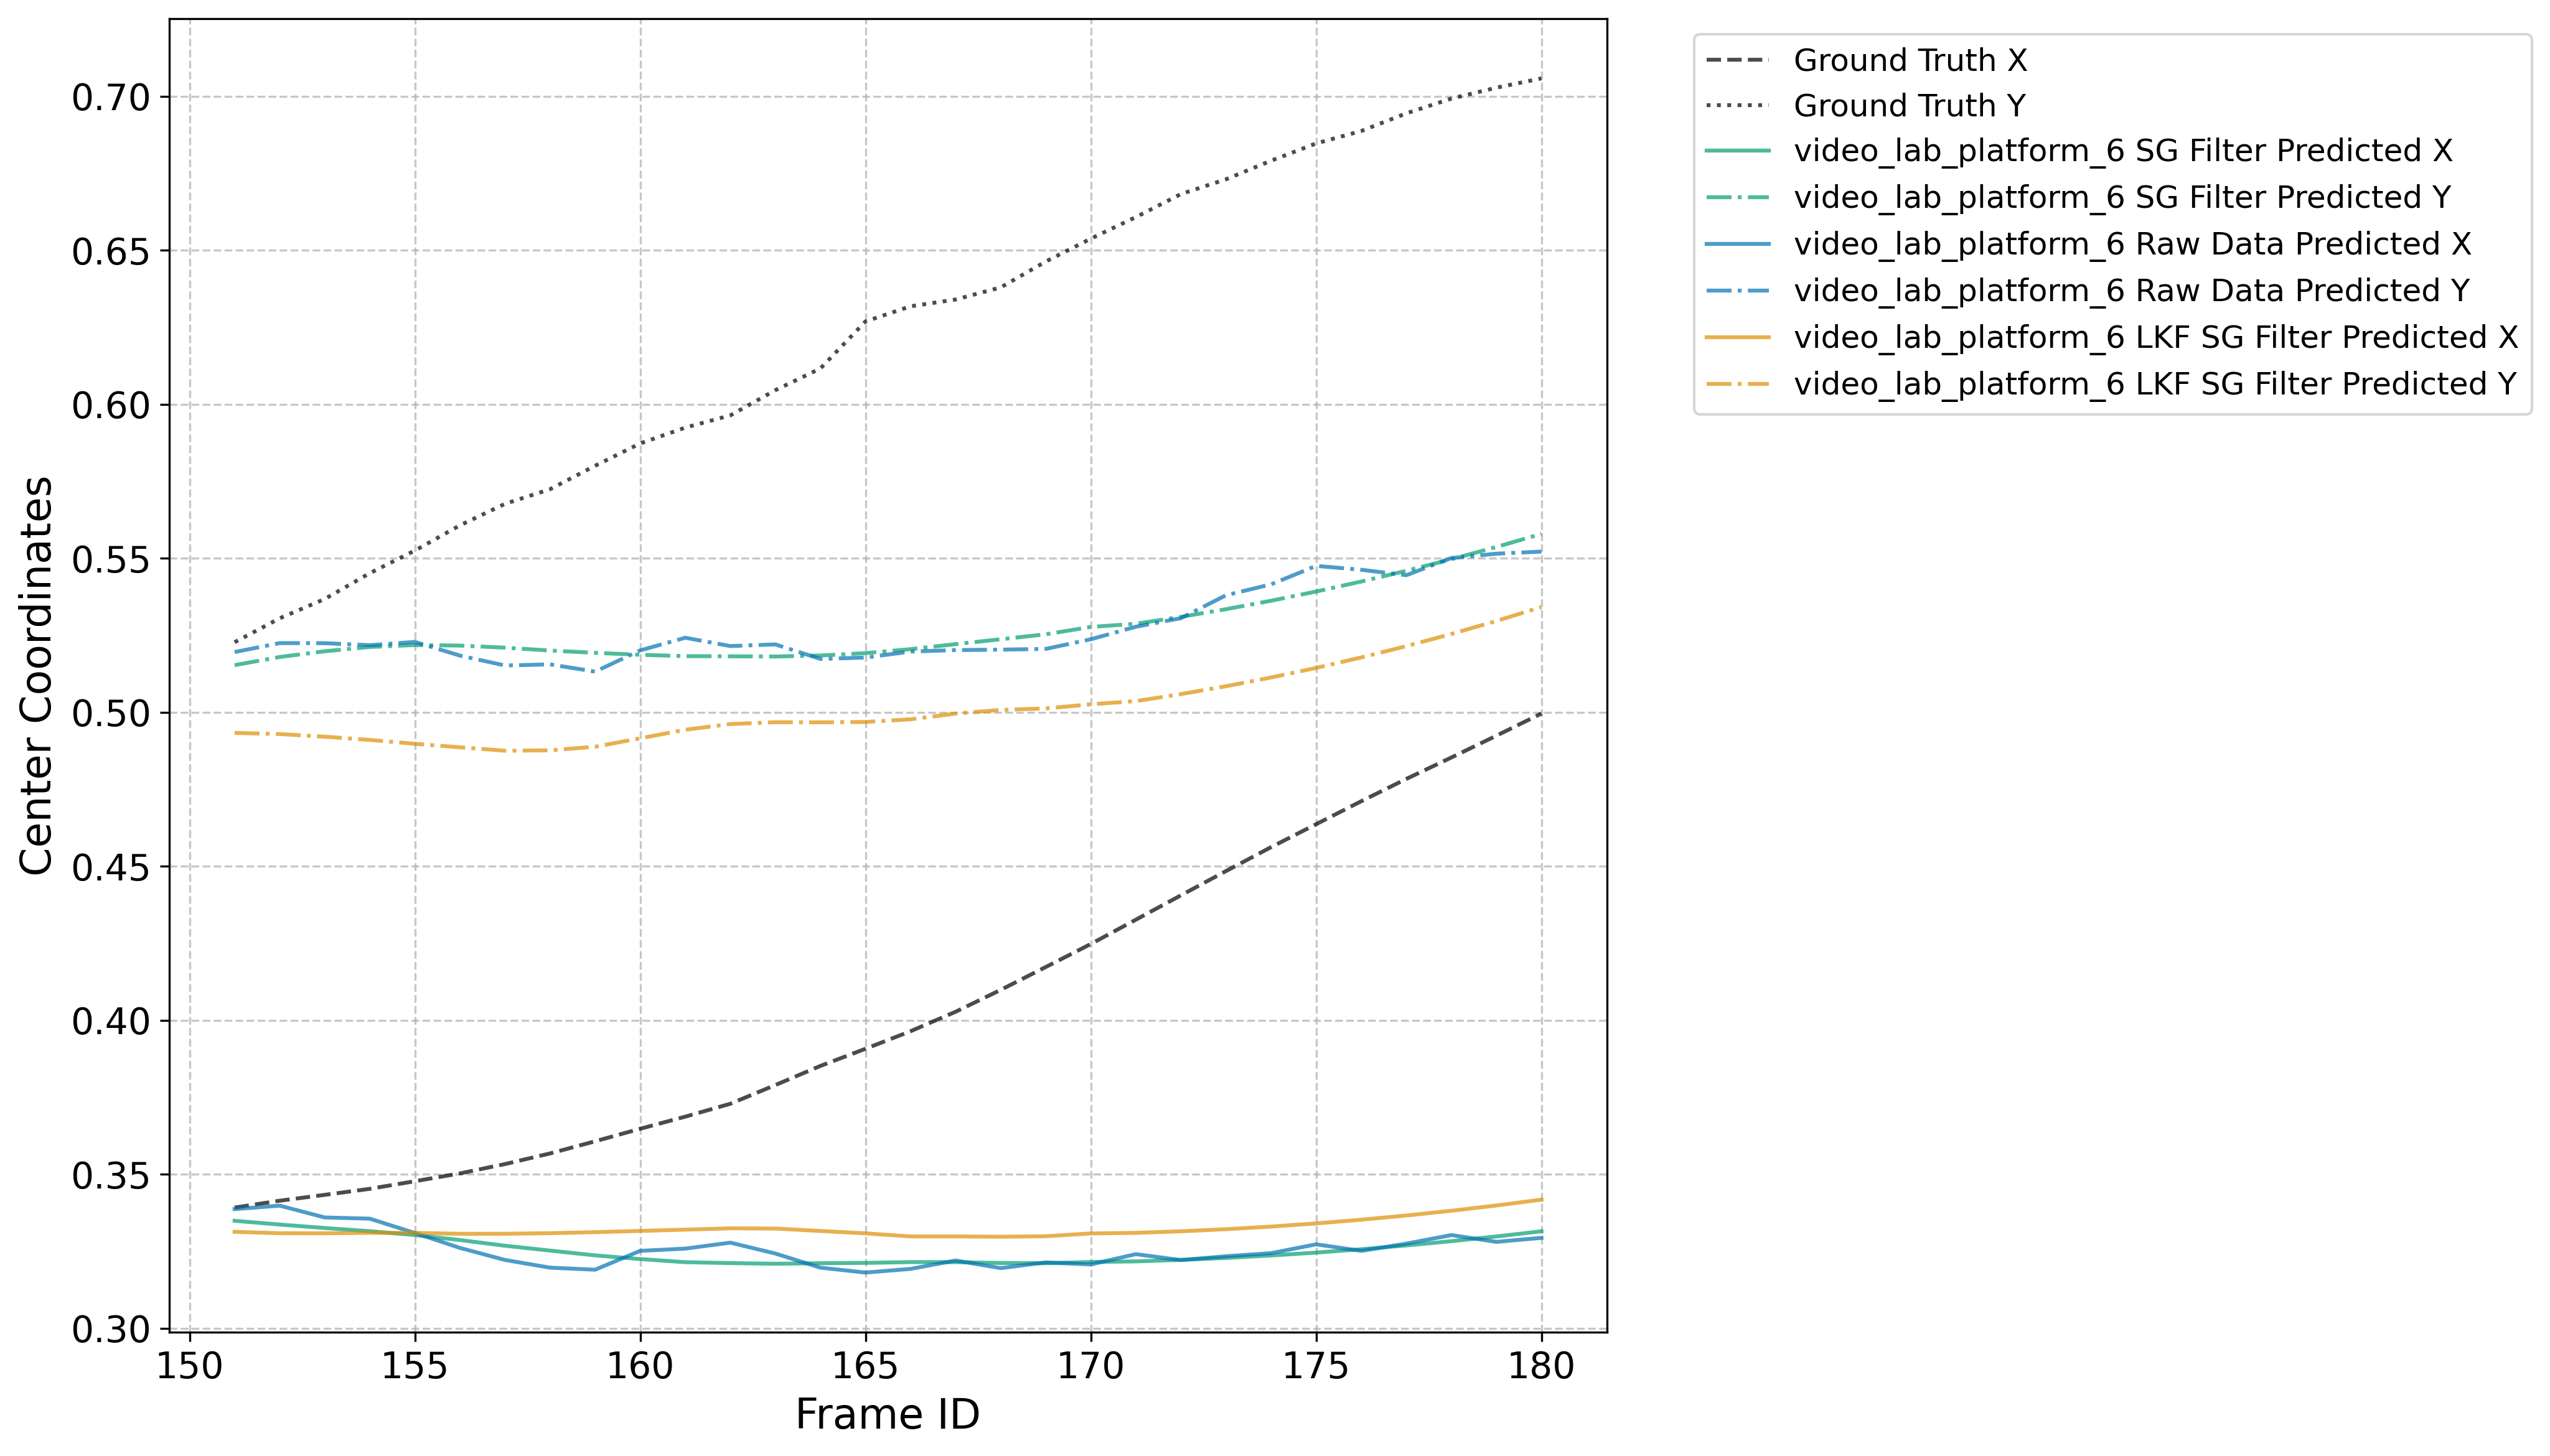 0.70
0.65
0.60
0.55
0.50
0.45
0.40
0.35
0.30
Center Coordinates
150 155 160 165 170 175 180
Frame ID
Ground Truth X
Ground Truth Y
video_lab_platform_6 SG Filter Predicted X
video_lab_platform_6 SG Filter Predicted Y
video_lab_platform_6 Raw Data Predicted X
video_lab_platform_6 Raw Data Predicted Y
video_lab_platform_6 LKF SG Filter Predicted X
video_lab_platform_6 LKF SG Filter Predicted Y